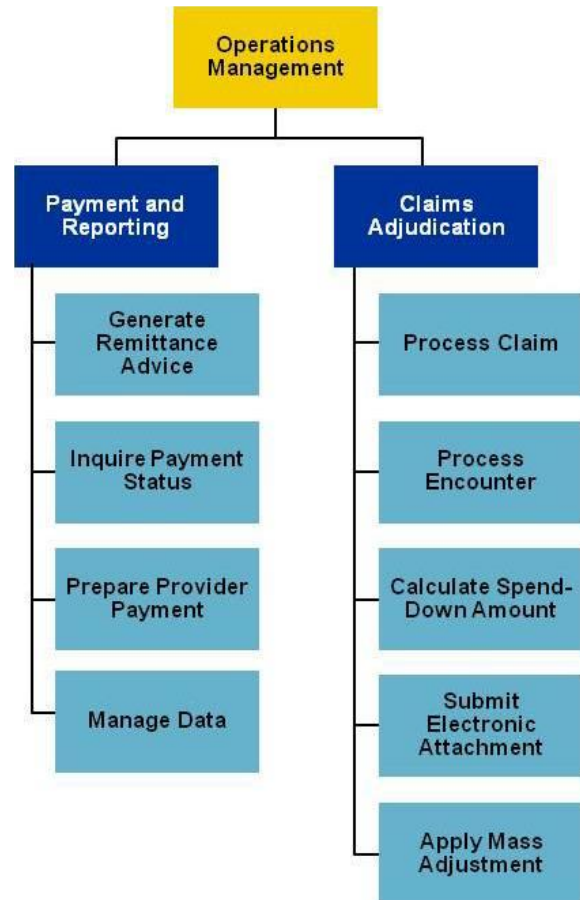 Operations
Management
Payment and
Reporting
Generate
Remittance
Advice
Inquire Payment
Status
Prepare Provider
Payment
Manage Data
Claims
Adjudication
Process Claim
Process
Encounter
Calculate Spend-
Down Amount
Submit
Electronic
Attachment
Apply Mass
Adjustment